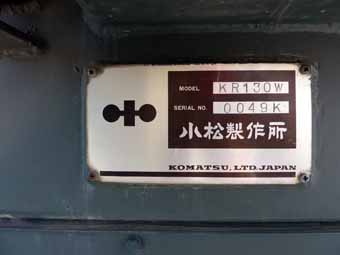 MODEL KR130W
SERIAL NO. 0049K
小松製作所
KOMATSU, LTD. JAPAN